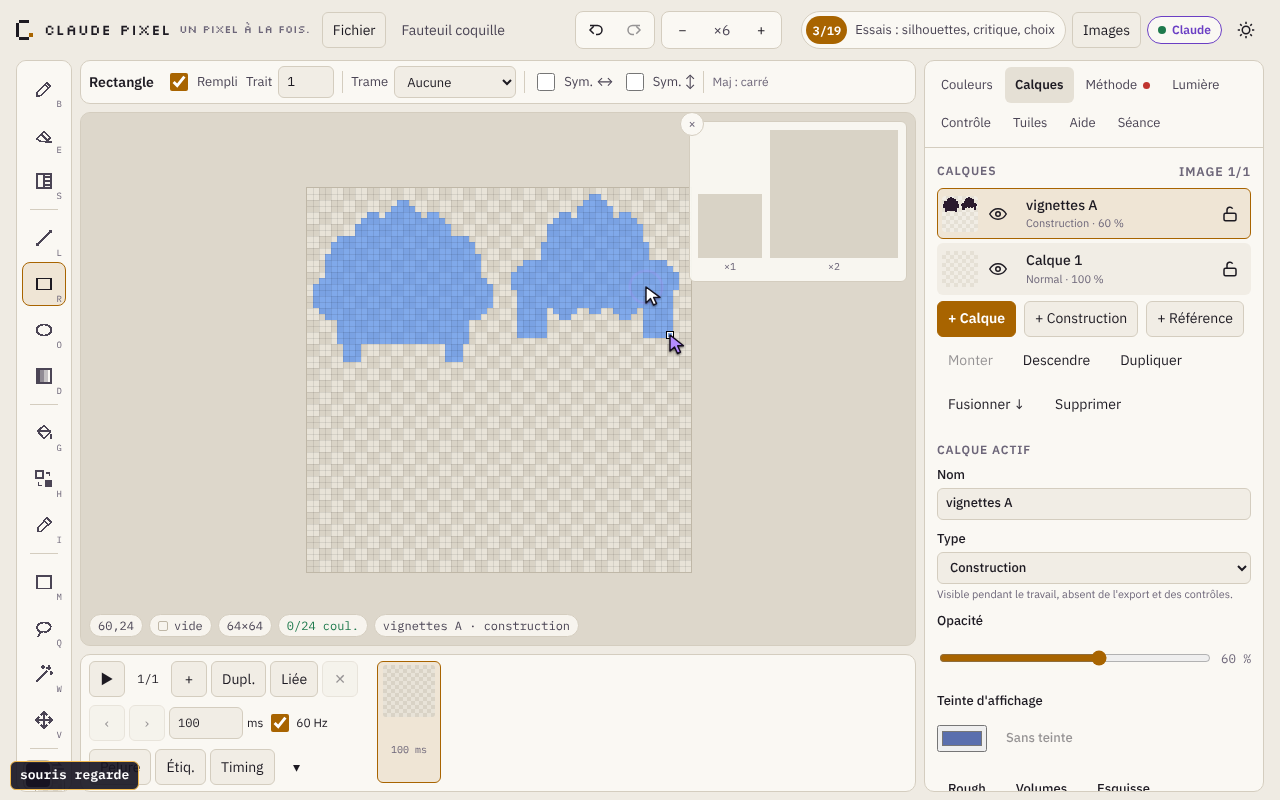 CLAUDE PIXEL UN PIXEL À LA FOIS. Fichier Fauteuil coquille − ×6 + 3/19 Essais : silhouettes, critique, choix Images Claude
Rectangle Rempli Trait 1 Trame Aucune Sym. ↔ Sym. ↕ Maj : carré
B
E
S
L
R
O
D
G
H
I
M
Q
W
V
×
×1 ×2
60,24 vide 64×64 0/24 coul. vignettes A · construction
1/1 + Dupl. Liée ×
‹ › 100 ms 60 Hz
Étiq. Timing ▼
100 ms
souris regarde
Couleurs Calques Méthode Lumière
Contrôle Tuiles Aide Séance
CALQUES IMAGE 1/1
vignettes A
Construction · 60 %
Calque 1
Normal · 100 %
+ Calque + Construction + Référence
Monter Descendre Dupliquer
Fusionner ↓ Supprimer
CALQUE ACTIF
Nom
vignettes A
Type
Construction
Visible pendant le travail, absent de l'export et des contrôles.
Opacité
60 %
Teinte d'affichage
Sans teinte
Rough Volumes Esquisse